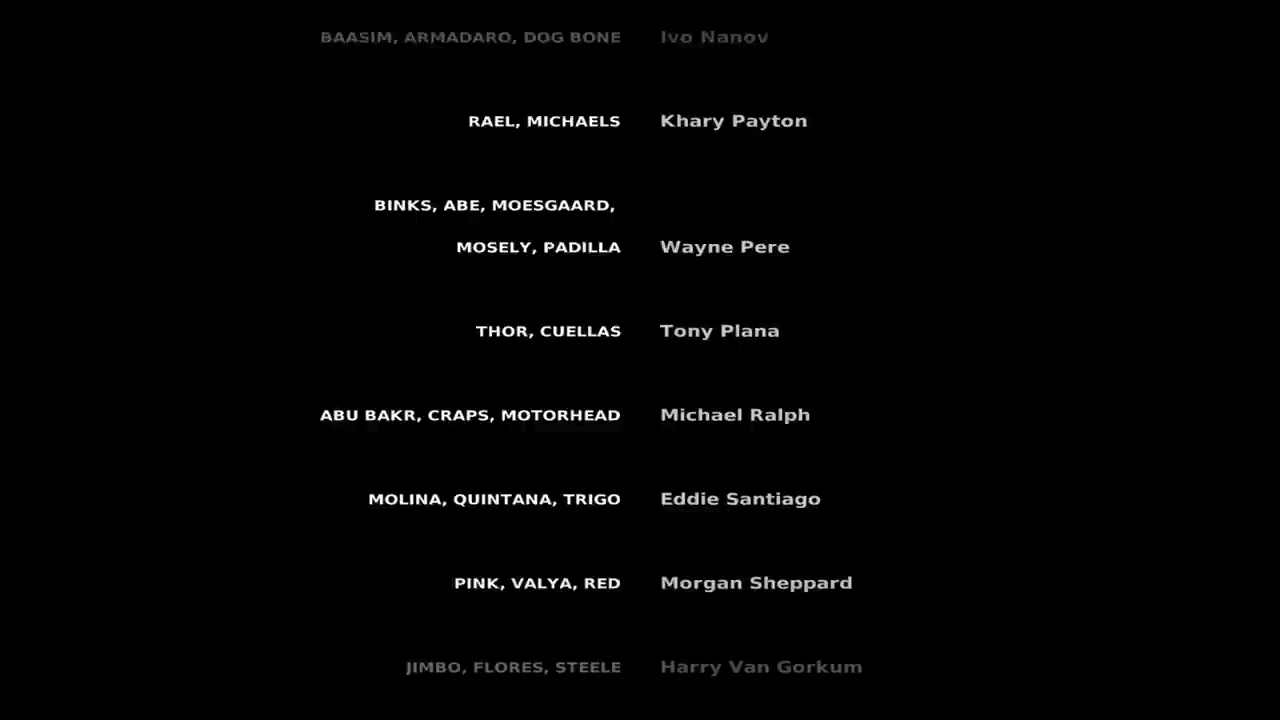 BAASIM, ARMADARO, DOG BONE Ivo Nanov
RAEL, MICHAELS Khary Payton
BINKS, ABE, MOESGAARD,
MOSELY, PADILLA Wayne Pere
THOR, CUELLAS Tony Plana
ABU BAKR, CRAPS, MOTORHEAD Michael Ralph
MOLINA, QUINTANA, TRIGO Eddie Santiago
PINK, VALYA, RED Morgan Sheppard
JIMBO, FLORES, STEELE Harry Van Gorkum